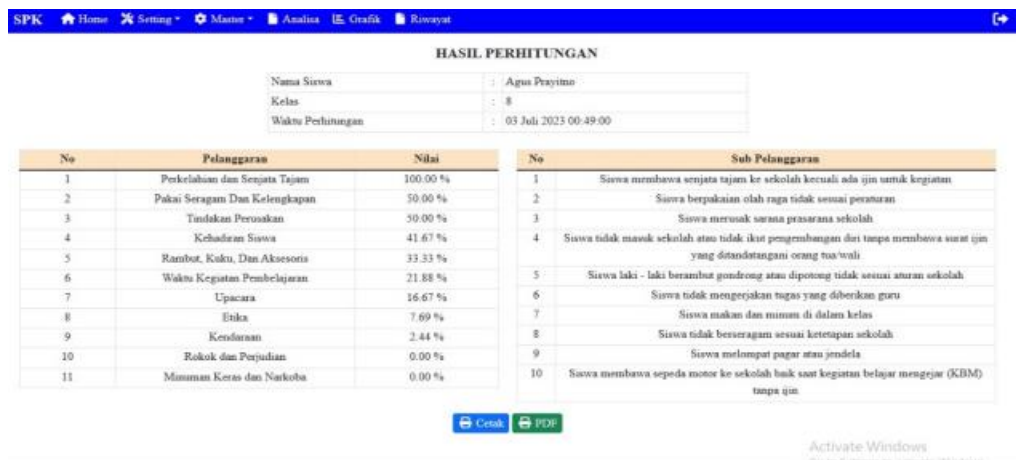 SPK Home Setting Master Analisa Grafik Riwayat
HASIL PERHITUNGAN
Nama Siswa : Agus Prayitno
Kelas : 8
Waktu Perhitungan : 03 Juli 2023 00:49:00
No Pelanggaran Nilai
1 Perkelahian dan Senjata Tajam 100.00 %
2 Pakai Seragam Dan Kelengkapan 50.00 %
3 Tindakan Perusakan 50.00 %
4 Kehadiran Siswa 41.67 %
5 Rambut, Kuku, Dan Aksesoris 33.33 %
6 Waktu Kegiatan Pembelajaran 21.88 %
7 Upacara 16.67 %
8 Etika 7.69 %
9 Kendaraan 2.44 %
10 Rokok dan Perjudian 0.00 %
11 Minuman Keras dan Narkoba 0.00 %
No Sub Pelanggaran
1 Siswa membawa senjata tajam ke sekolah kecuali ada ijin untuk kegiatan
2 Siswa berpakaian olah raga tidak sesuai peraturan
3 Siswa merusak sarana prasarana sekolah
4 Siswa tidak masuk sekolah atau tidak ikut pengembangan diri tanpa membawa surat ijin
yang ditandatangani orang tua/wali
5 Siswa laki - laki berambut gondrong atau dipotong tidak sesuai aturan sekolah
6 Siswa tidak mengerjakan tugas yang diberikan guru
7 Siswa makan dan minum di dalam kelas
8 Siswa tidak berseragam sesuai ketetapan sekolah
9 Siswa melompat pagar atau jendela
10 Siswa membawa sepeda motor ke sekolah baik saat kegiatan belajar mengejar (KBM)
tanpa ijin
Cetak PDF
Activate Windows